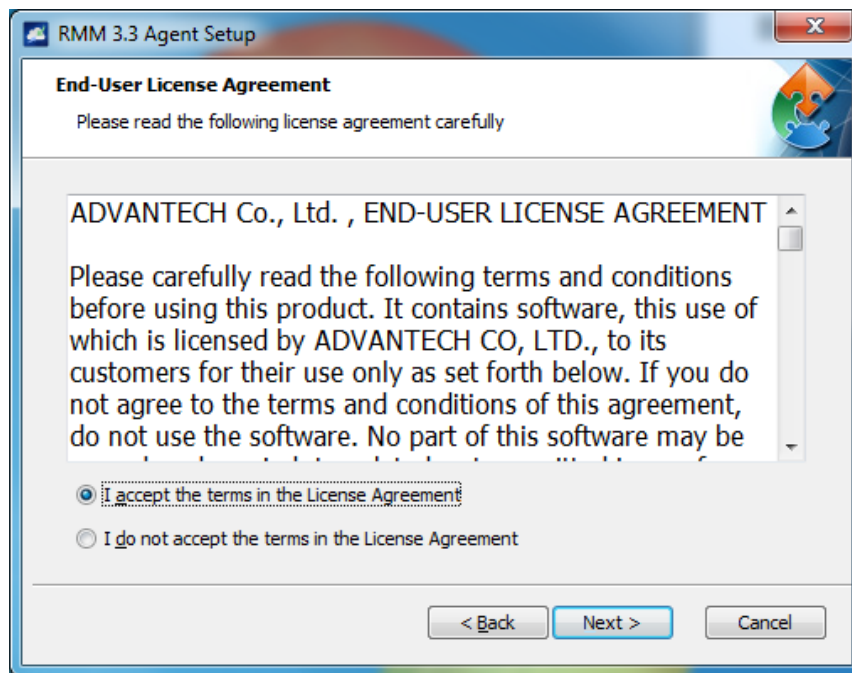 RMM 3.3 Agent Setup
End-User License Agreement
Please read the following license agreement carefully
ADVANTECH Co., Ltd. , END-USER LICENSE AGREEMENT
Please carefully read the following terms and conditions
before using this product. It contains software, this use of
which is licensed by ADVANTECH CO, LTD., to its
customers for their use only as set forth below. If you do
not agree to the terms and conditions of this agreement,
do not use the software. No part of this software may be
I accept the terms in the License Agreement
I do not accept the terms in the License Agreement
< Back
Next >
Cancel